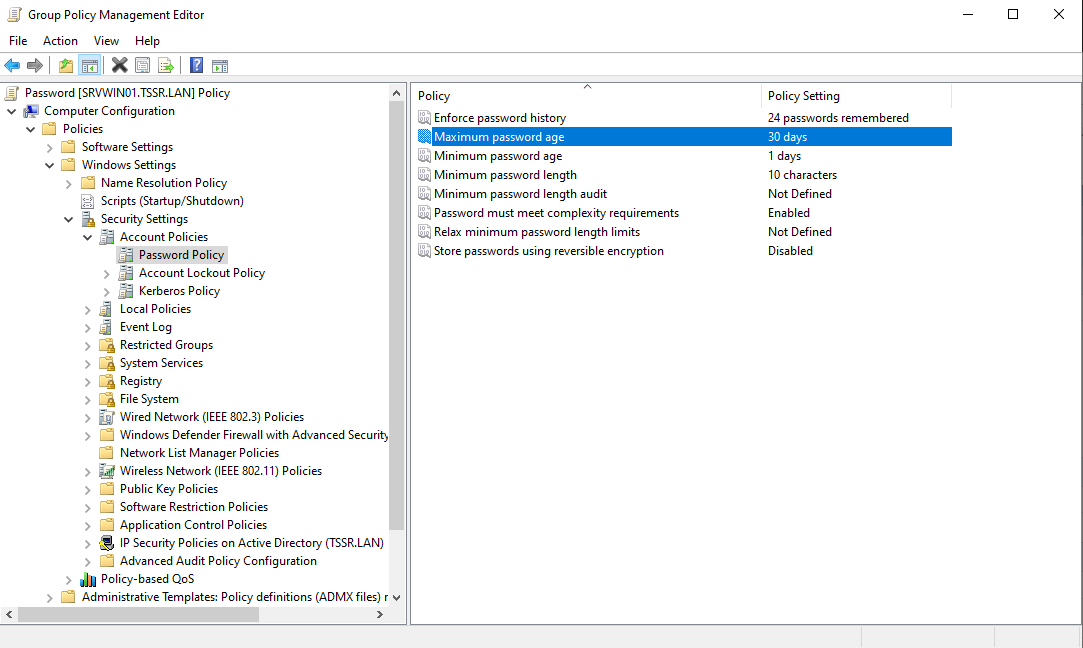 Group Policy Management Editor
File Action View Help
Password [SRVWIN01.TSSR.LAN] Policy
Computer Configuration
Policies
Software Settings
Windows Settings
Name Resolution Policy
Scripts (Startup/Shutdown)
Security Settings
Account Policies
Password Policy
Account Lockout Policy
Kerberos Policy
Local Policies
Event Log
Restricted Groups
System Services
Registry
File System
Wired Network (IEEE 802.3) Policies
Windows Defender Firewall with Advanced Security
Network List Manager Policies
Wireless Network (IEEE 802.11) Policies
Public Key Policies
Software Restriction Policies
Application Control Policies
IP Security Policies on Active Directory (TSSR.LAN)
Advanced Audit Policy Configuration
Policy-based QoS
Administrative Templates: Policy definitions (ADMX files) r
Policy Policy Setting
Enforce password history 24 passwords remembered
Maximum password age 30 days
Minimum password age 1 days
Minimum password length 10 characters
Minimum password length audit Not Defined
Password must meet complexity requirements Enabled
Relax minimum password length limits Not Defined
Store passwords using reversible encryption Disabled